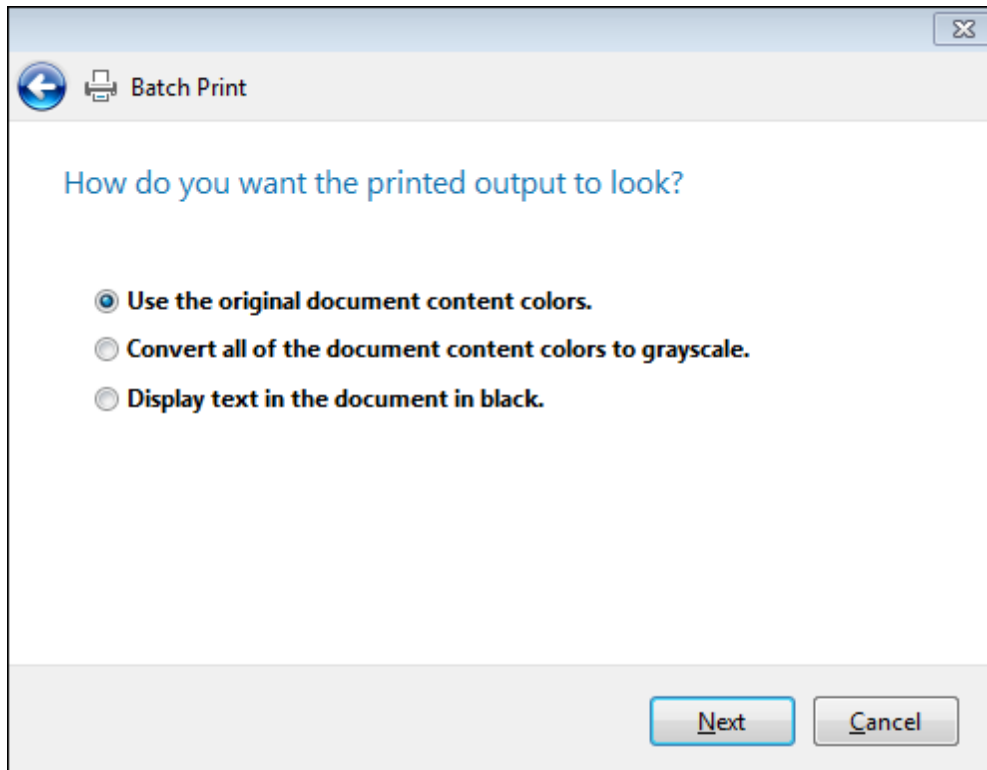 Batch Print
How do you want the printed output to look?
Use the original document content colors.
Convert all of the document content colors to grayscale.
Display text in the document in black.
Next
Cancel